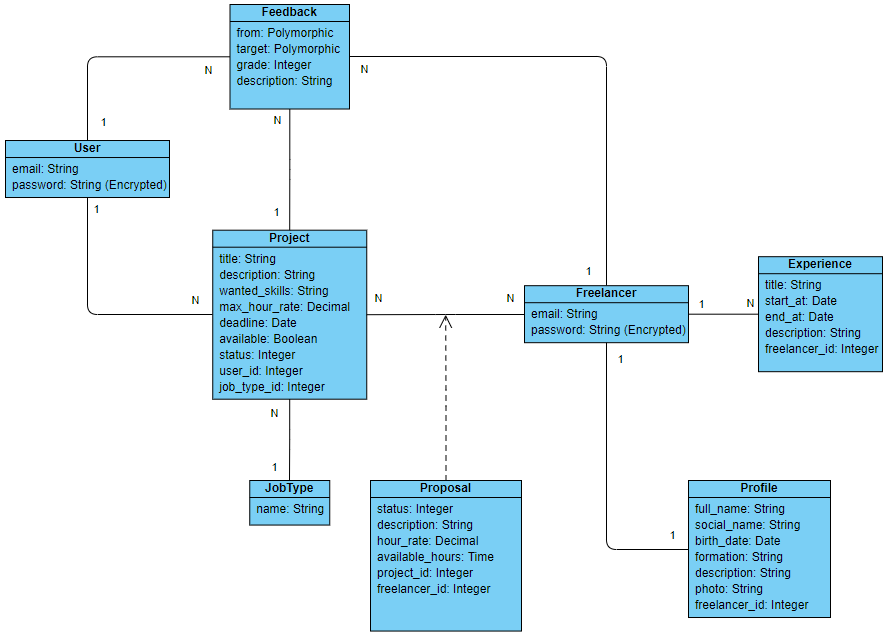 Feedback
from: Polymorphic
target: Polymorphic
grade: Integer
description: String
N
N
N
1
User
email: String
password: String (Encrypted)
1
N
1
Project
title: String
description: String
wanted_skills: String
max_hour_rate: Decimal
deadline: Date
available: Boolean
status: Integer
user_id: Integer
job_type_id: Integer
N
N
1
Freelancer
email: String
password: String (Encrypted)
1
N
Experience
title: String
start_at: Date
end_at: Date
description: String
freelancer_id: Integer
1
N
1
JobType
name: String
Proposal
status: Integer
description: String
hour_rate: Decimal
available_hours: Time
project_id: Integer
freelancer_id: Integer
1
Profile
full_name: String
social_name: String
birth_date: Date
formation: String
description: String
photo: String
freelancer_id: Integer